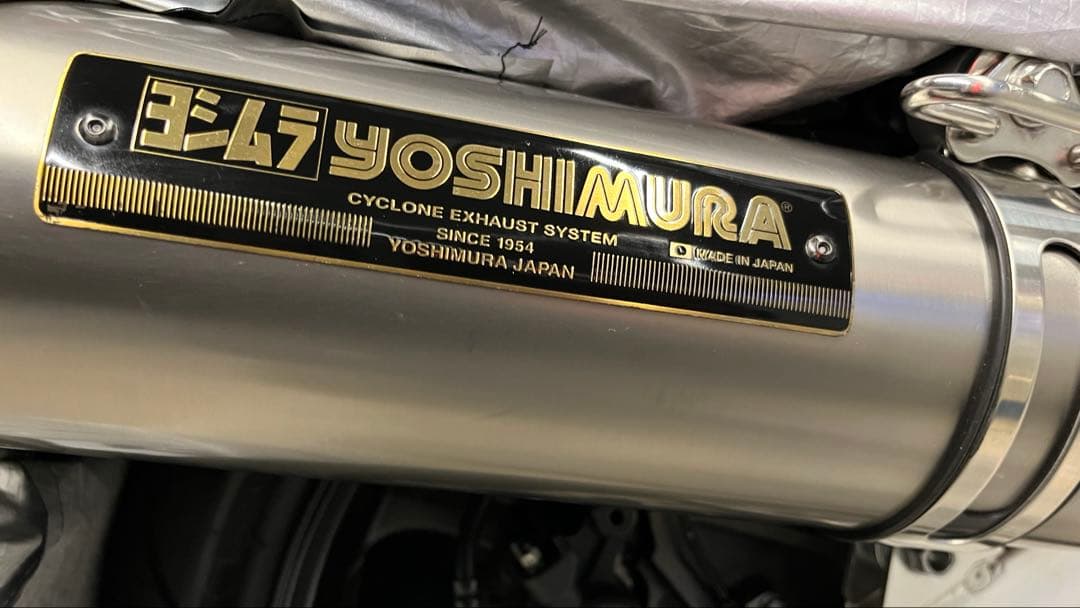 ヨシムラ YOSHIMURA®
CYCLONE EXHAUST SYSTEM
SINCE 1954
YOSHIMURA JAPAN
MADE IN JAPAN